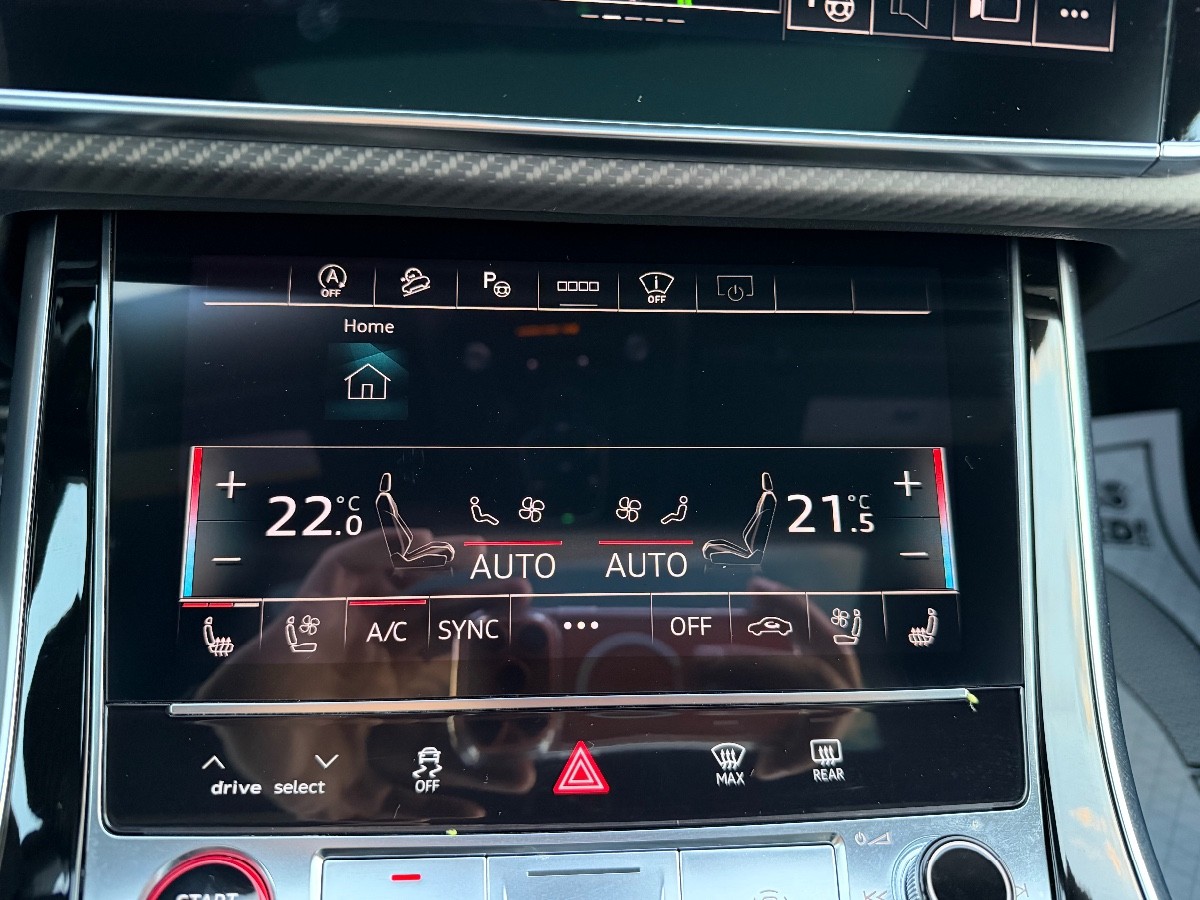 A
OFF
P
i
OFF
Home
+
+
22.0 °C
21.5 °C
AUTO
AUTO
−
−
A/C
SYNC
•••
OFF
drive select
OFF
MAX
REAR
START